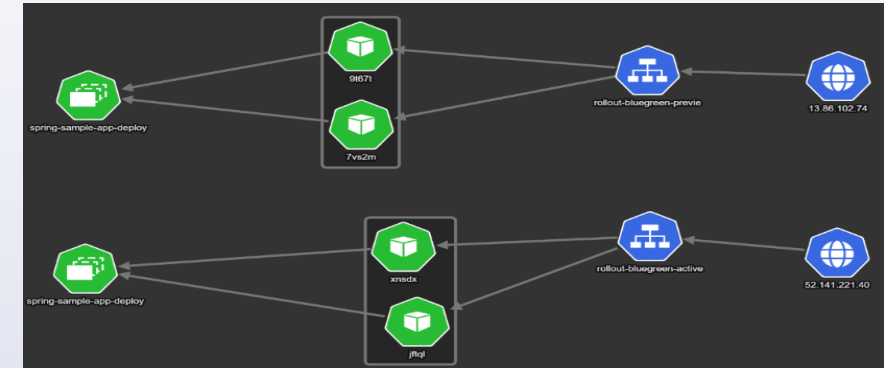 9t67t
spring-sample-app-deploy
rollout-bluegreen-previe
13.86.102.74
7vs2m
xnsdx
rollout-bluegreen-active
52.141.221.40
spring-sample-app-deploy